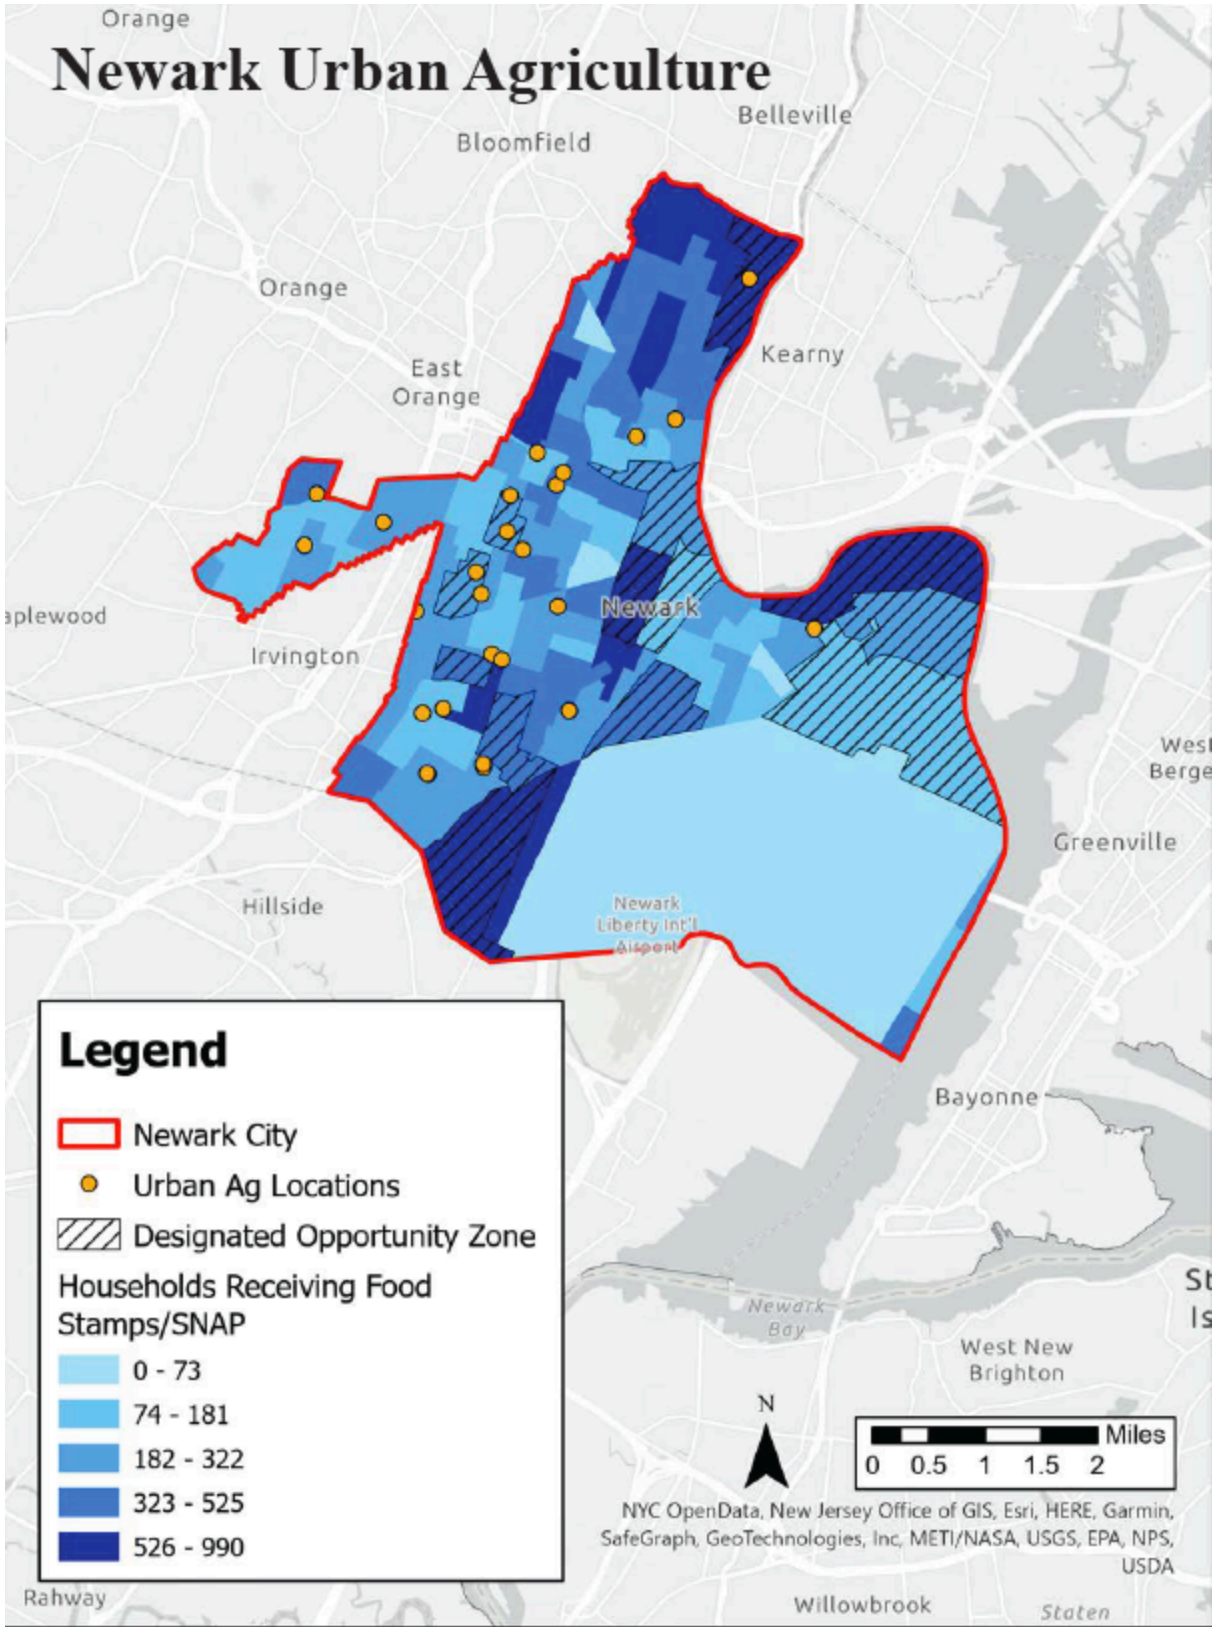 Orange
Newark Urban Agriculture
Belleville
Bloomfield
Orange
Kearny
East
Orange
Newark
aplewood
Irvington
West
Berge
Greenville
Hillside
Newark
Liberty Int'l
Airport
Legend
Newark City
Urban Ag Locations
Designated Opportunity Zone
Households Receiving Food
Stamps/SNAP
0 - 73
74 - 181
182 - 322
323 - 525
526 - 990
Bayonne
St
Is
Newark
Bay
West New
Brighton
N
Miles
0 0.5 1 1.5 2
NYC OpenData, New Jersey Office of GIS, Esri, HERE, Garmin,
SafeGraph, GeoTechnologies, Inc, METI/NASA, USGS, EPA, NPS,
USDA
Rahway
Willowbrook
Staten